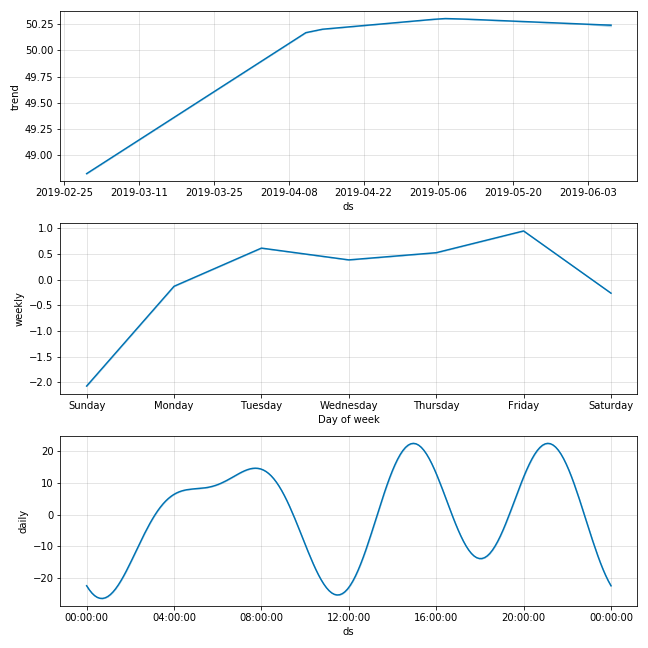 50.25
50.00
49.75
49.50
49.25
49.00
trend
2019-02-25 2019-03-11 2019-03-25 2019-04-08 2019-04-22 2019-05-06 2019-05-20 2019-06-03
ds
1.0
0.5
0.0
−0.5
−1.0
−1.5
−2.0
weekly
Sunday Monday Tuesday Wednesday Thursday Friday Saturday
Day of week
20
10
0
−10
−20
daily
00:00:00 04:00:00 08:00:00 12:00:00 16:00:00 20:00:00 00:00:00
ds